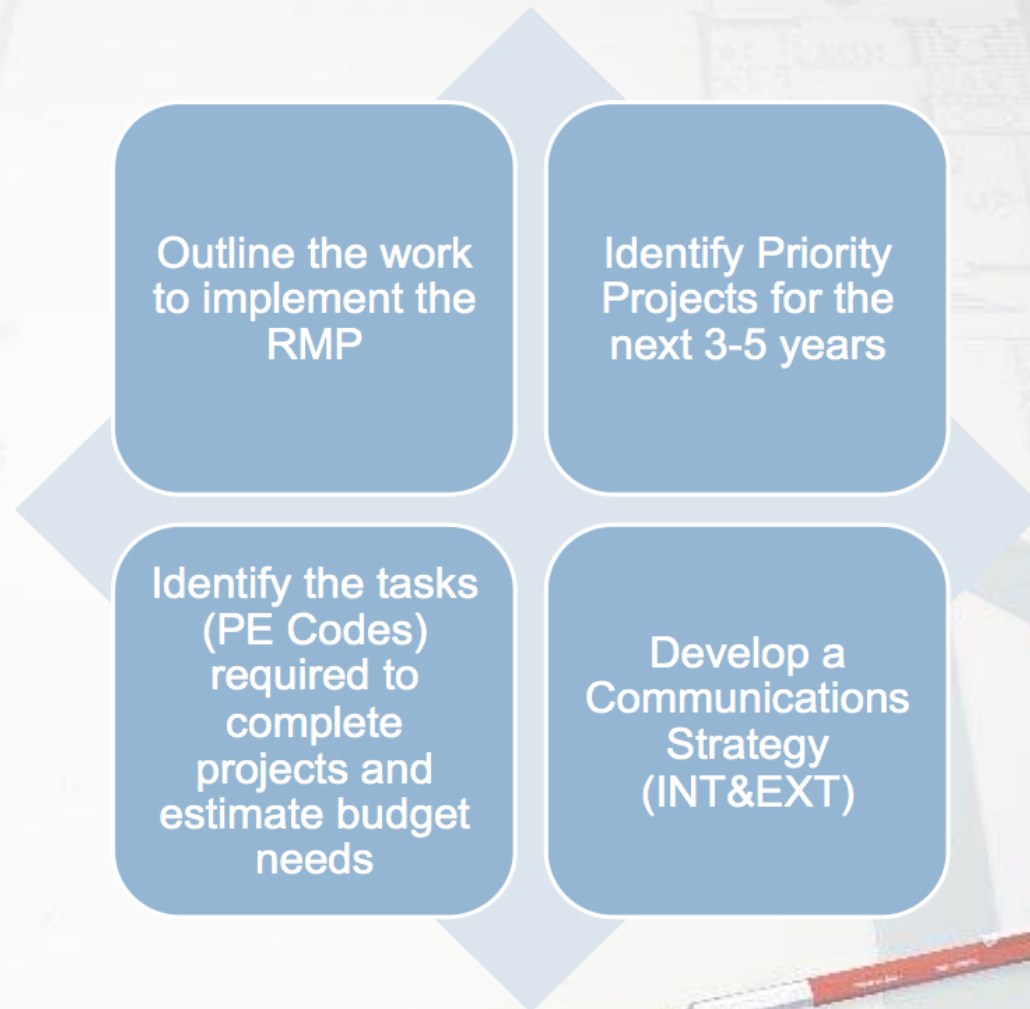 Outline the work
to implement the
RMP
Identify Priority
Projects for the
next 3-5 years
Identify the tasks
(PE Codes)
required to
complete
projects and
estimate budget
needs
Develop a
Communications
Strategy
(INT&EXT)